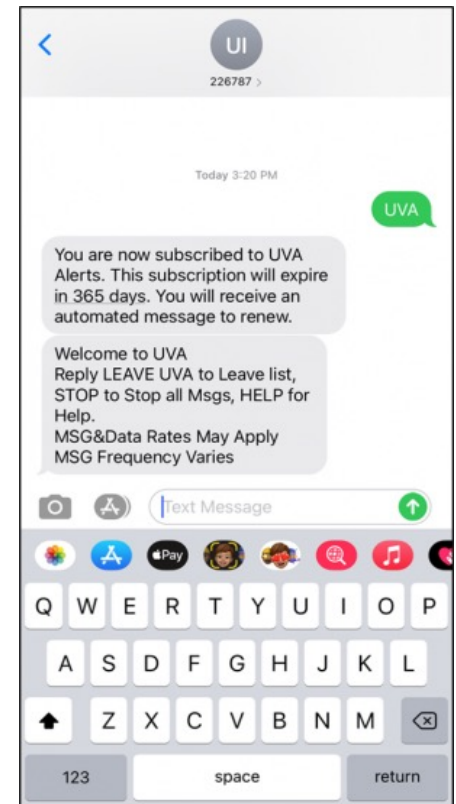 UI
226787 >
Today 3:20 PM
UVA
You are now subscribed to UVA
Alerts. This subscription will expire
in 365 days. You will receive an
automated message to renew.
Welcome to UVA
Reply LEAVE UVA to Leave list,
STOP to Stop all Msgs, HELP for
Help.
MSG&Data Rates May Apply
MSG Frequency Varies
Text Message
Pay
Q W E R T Y U I O P
A S D F G H J K L
Z X C V B N M
123 space return